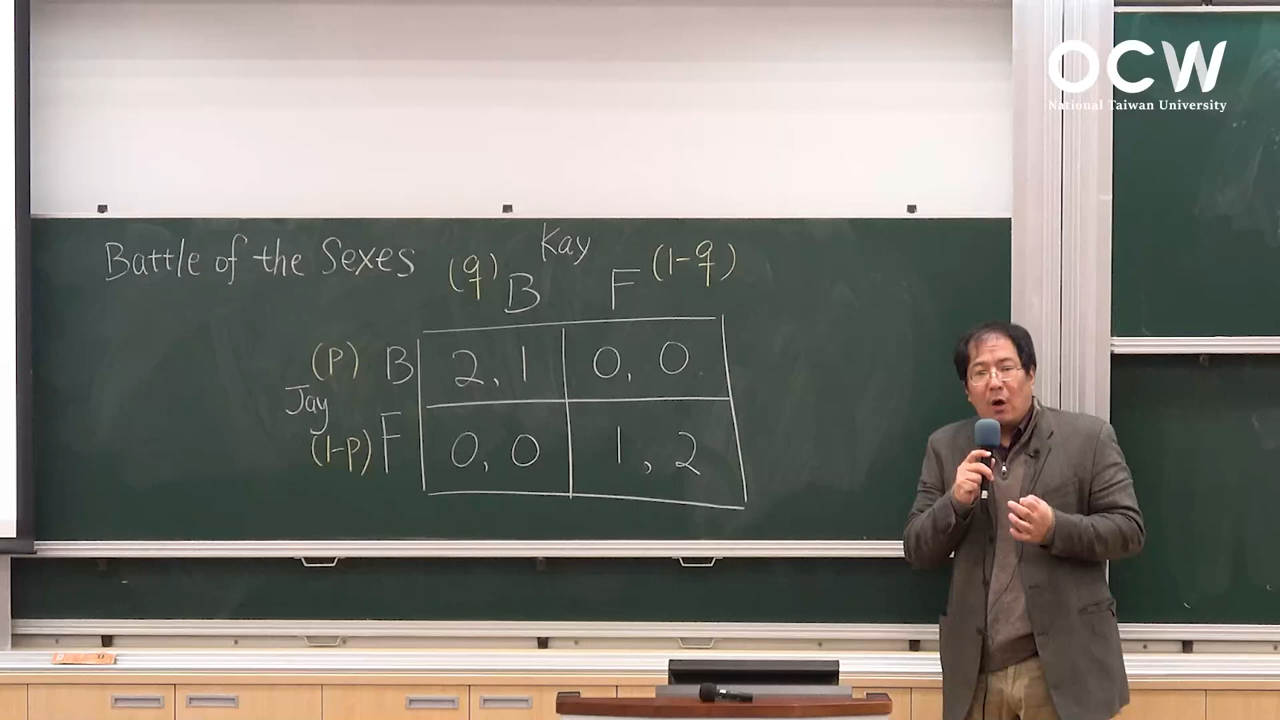 OCW
National Taiwan University
Battle of the Sexes
Kay
(q) B F (1-q)
(p) B 2, 1 0, 0
Jay
(1-p) F 0, 0 1, 2